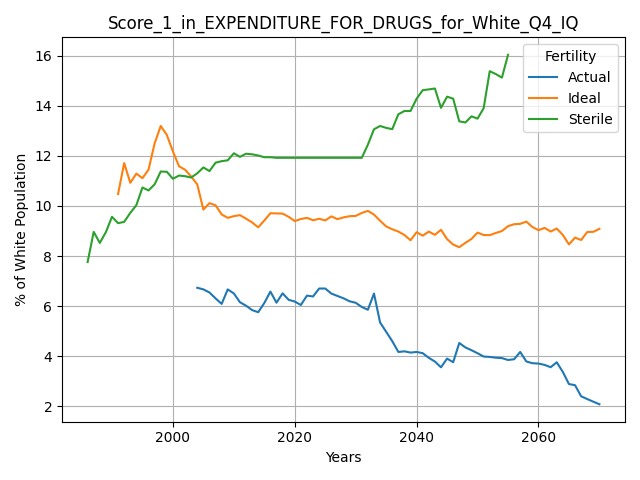 Score_1_in_EXPENDITURE_FOR_DRUGS_for_White_Q4_IQ
Fertility
Actual
Ideal
Sterile
% of White Population
16
14
12
10
8
6
4
2
2000
2020
2040
2060
Years